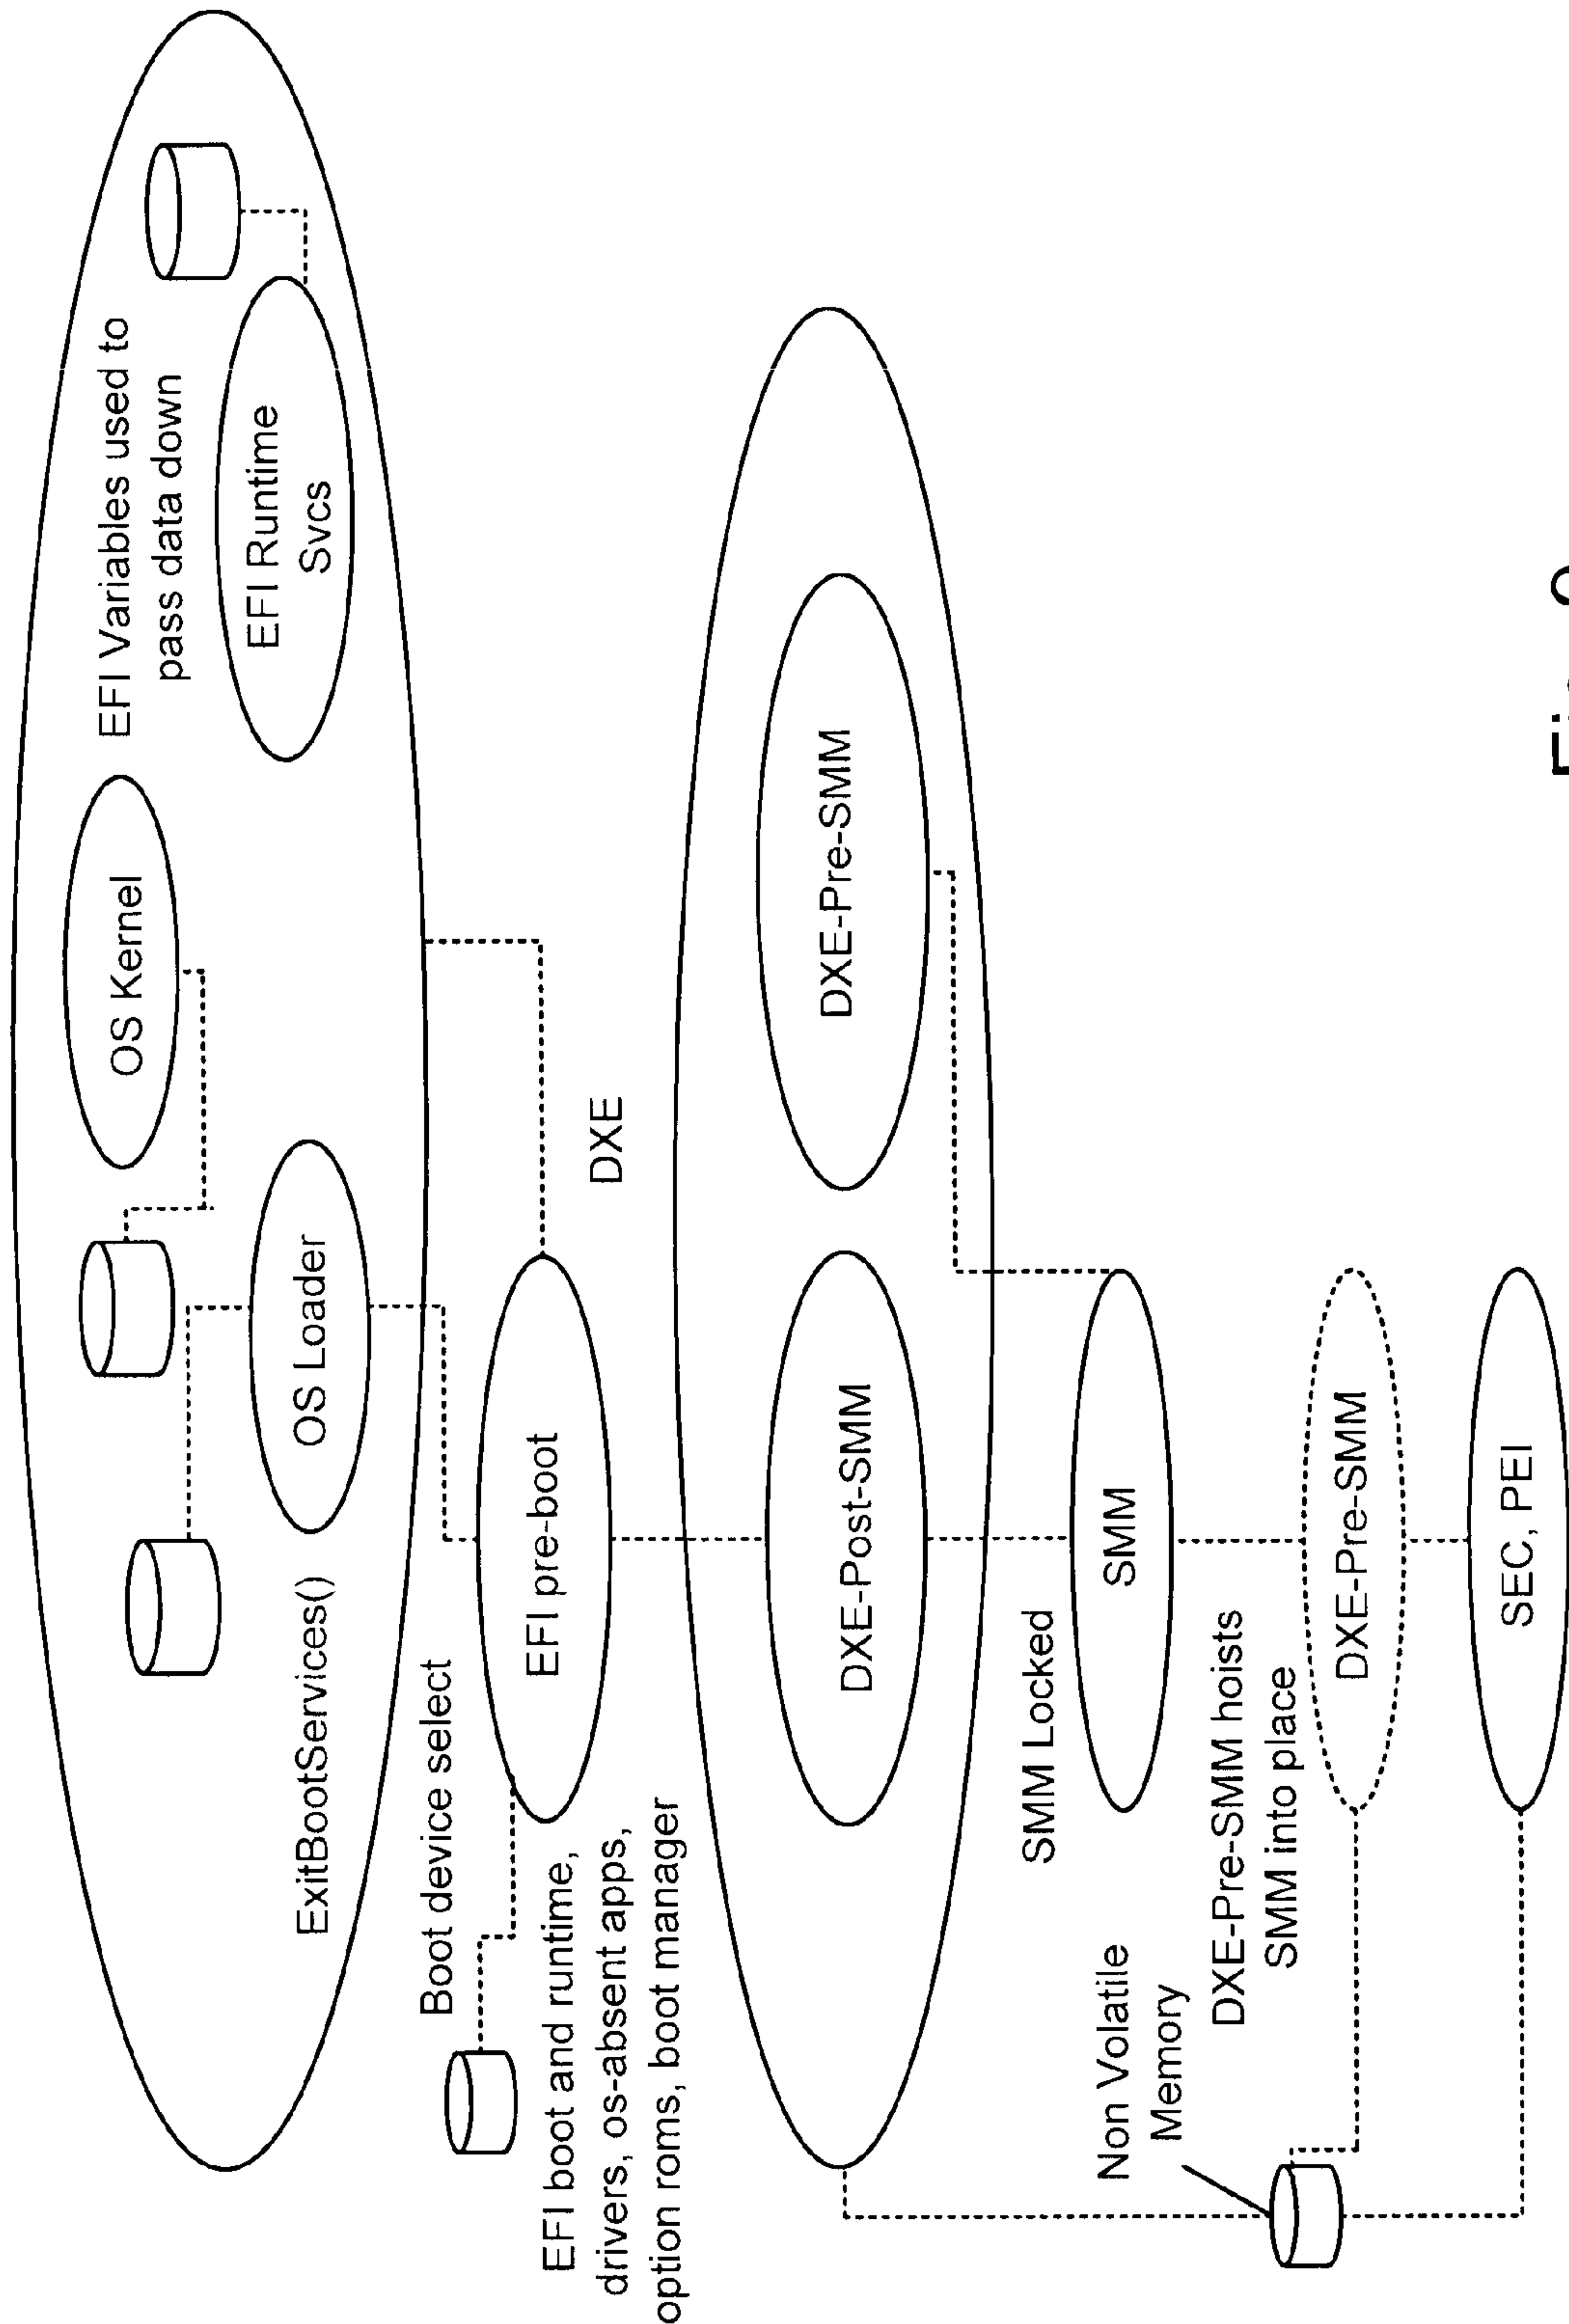 EFI Variables used to
pass data down
OS Kernel
EFI Runtime
Svcs
OS Loader
ExitBootServices()
Boot device select
EFI pre-boot
EFI boot and runtime,
drivers, os-absent apps,
option roms, boot manager
DXE
DXE-Post-SMM
DXE-Pre-SMM
SMM Locked
SMM
Non Volatile
Memory
DXE-Pre-SMM hoists
SMM into place
DXE-Pre-SMM
SEC, PEI